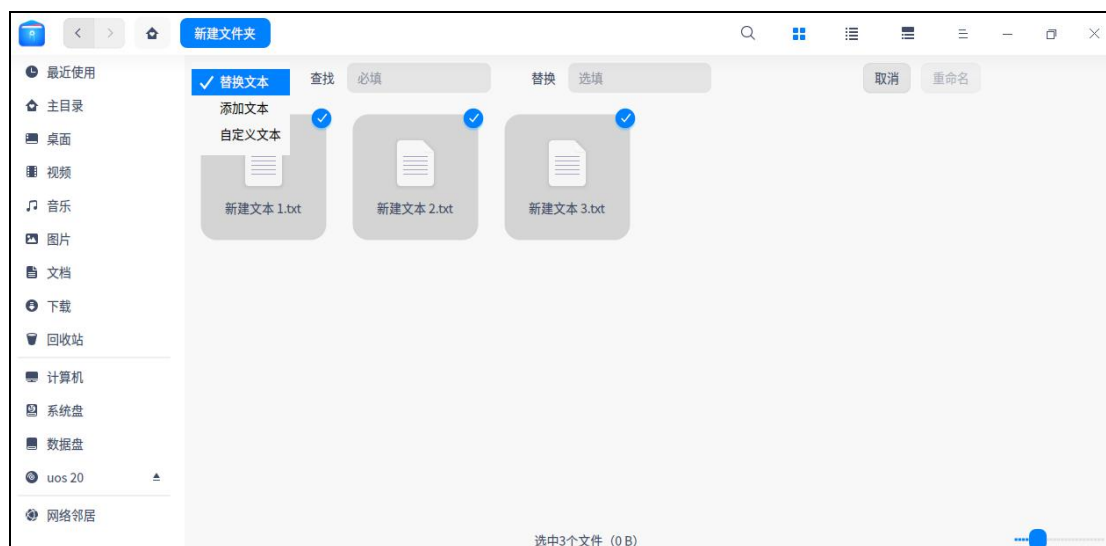 新建文件夹
最近使用
主目录
桌面
视频
音乐
图片
文档
下载
回收站
计算机
系统盘
数据盘
uos 20
网络邻居
替换文本
添加文本
自定义文本
查找 必填 替换 选填 取消 重命名
新建文本 1.txt 新建文本 2.txt 新建文本 3.txt
选中3个文件（0 B）